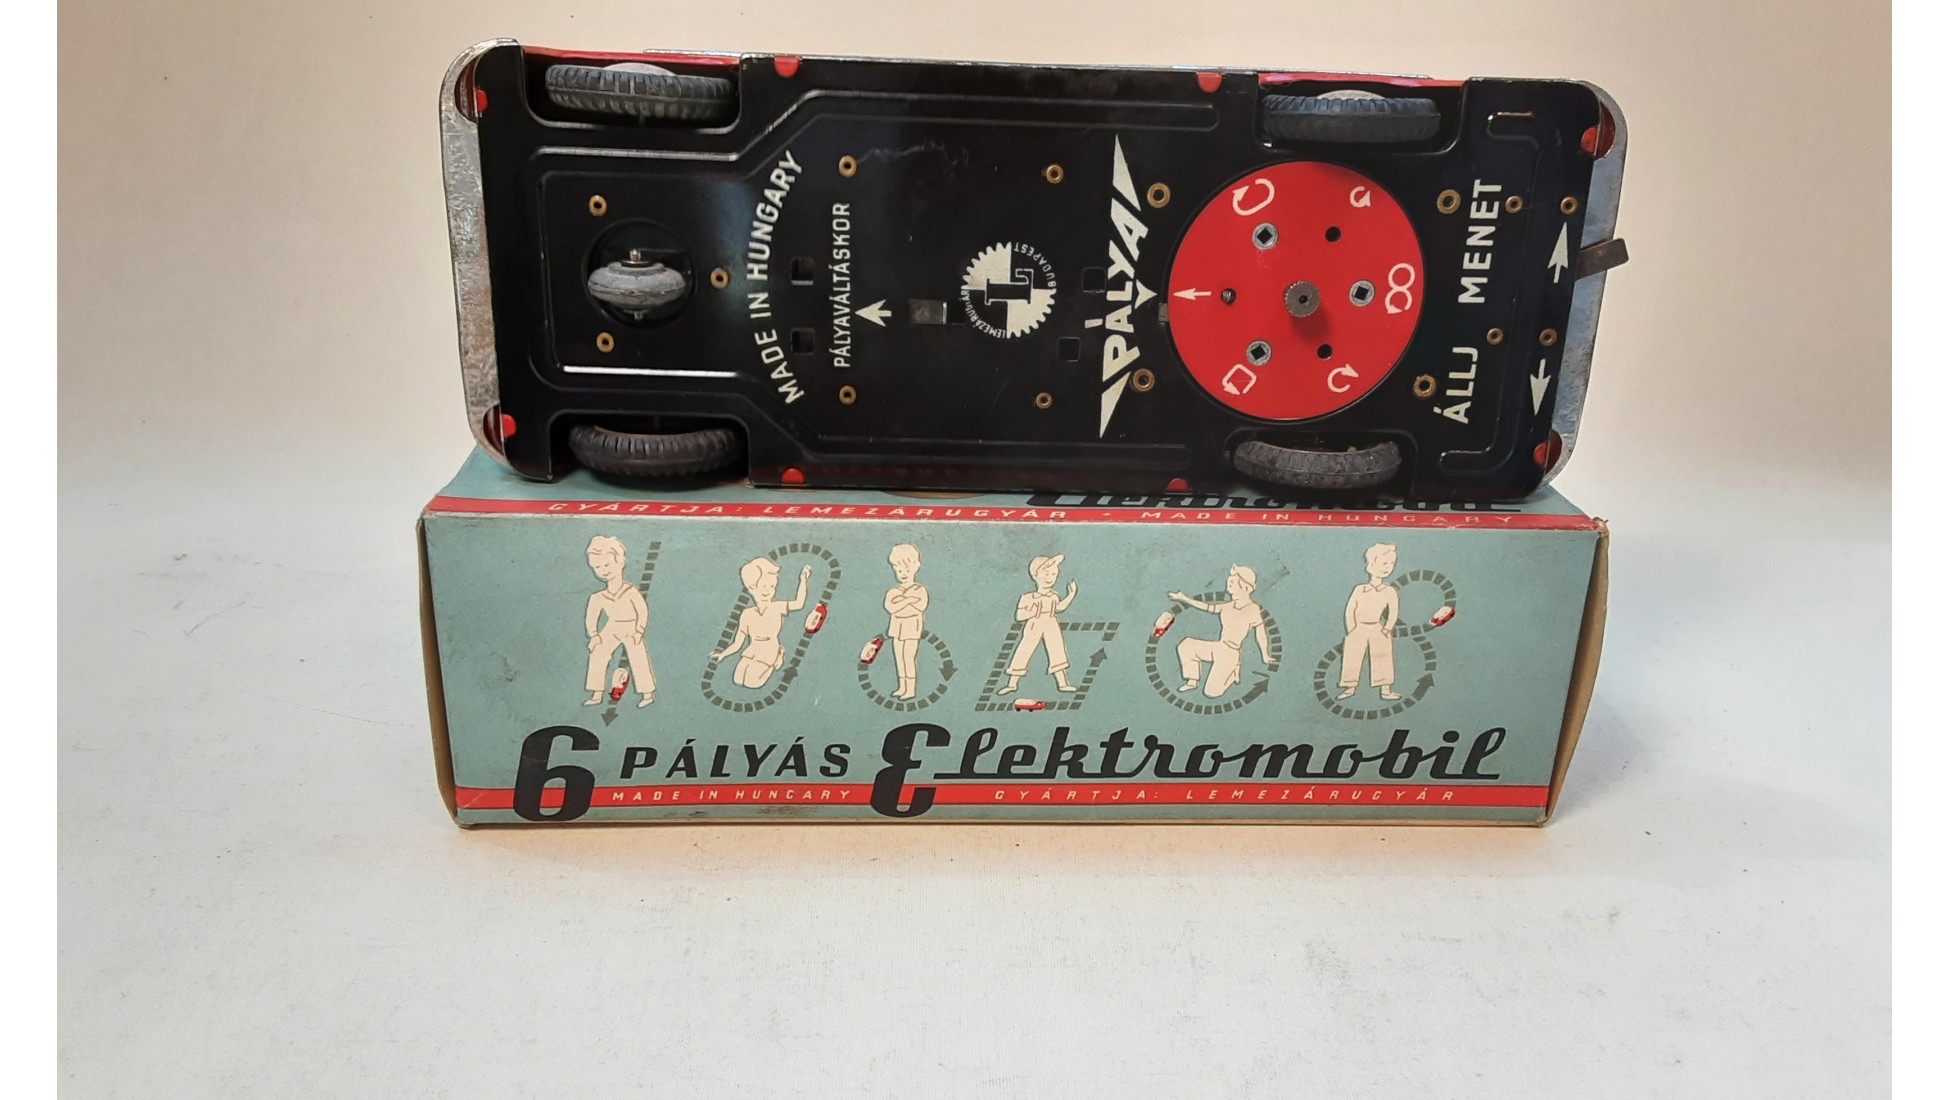 MADE IN HUNGARY
PÁLYAVÁLTÁSKOR
LEMEZÁRUGYÁR
BUDAPEST
L
PÁLYA
ÁLLJ MENET
Elektromobil
GYÁRTJA: LEMEZÁRUGYÁR · MADE IN HUNGARY
6 PÁLYÁS Elektromobil
MADE IN HUNGARY GYÁRTJA: LEMEZÁRUGYÁR